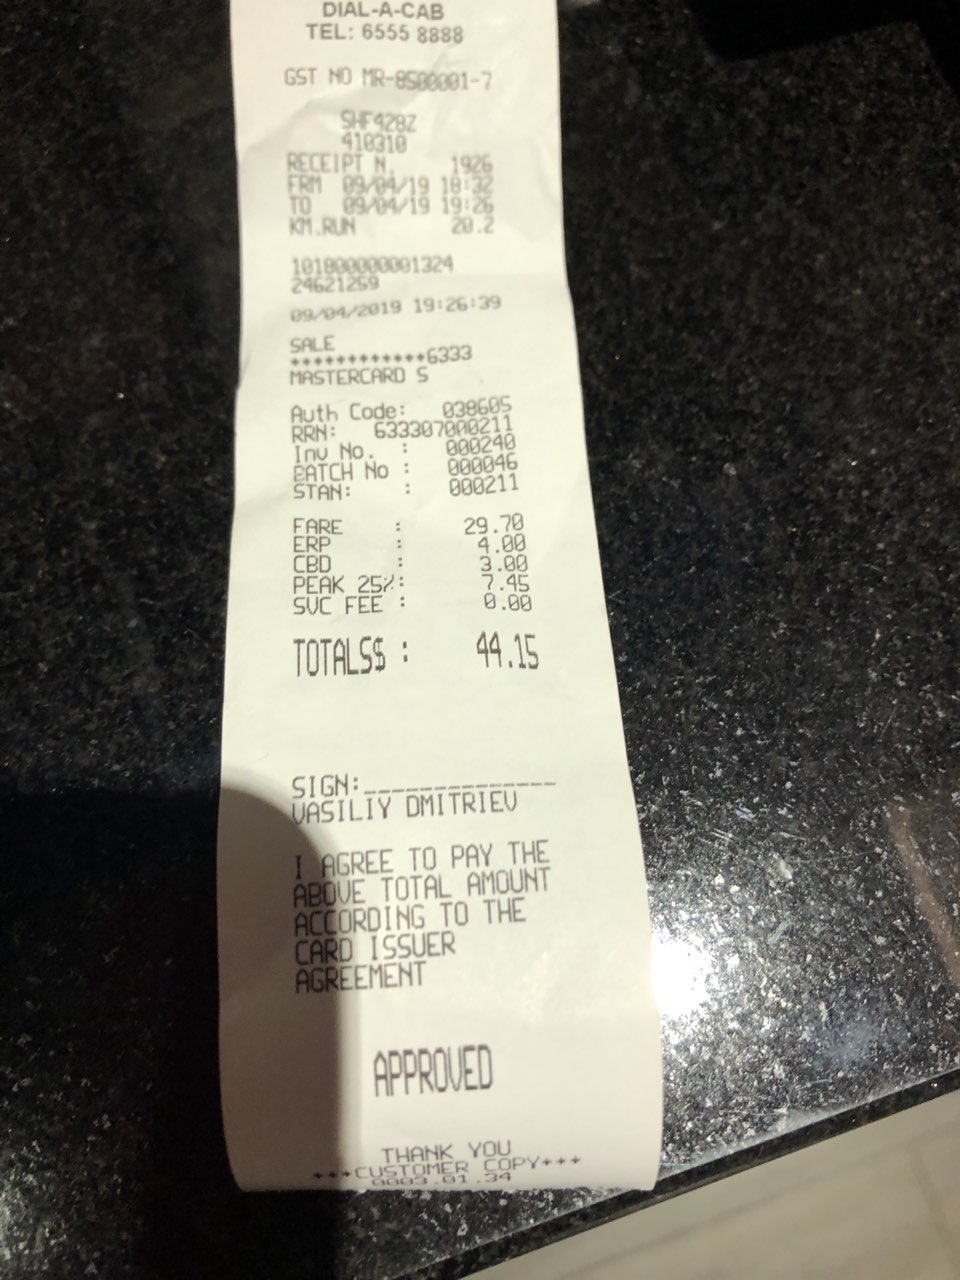 DIAL-A-CAB
TEL: 6555 8888
GST NO MR-8500001-7
SHF428Z
410310
RECEIPT N. 1926
FRM 09/04/19 18:32
TO 09/04/19 19:26
KM.RUN 20.2
101800000001324
24621259
09/04/2019 19:26:39
SALE
************6333
MASTERCARD S
Auth Code: 038605
RRN: 633307000211
Inv No. : 000240
BATCH No : 000046
STAN: : 000211
FARE : 29.70
ERP : 4.00
CBD : 3.00
PEAK 25%: 7.45
SVC FEE : 0.00
TOTALS$ : 44.15
SIGN:______________
VASILIY DMITRIEV
I AGREE TO PAY THE
ABOVE TOTAL AMOUNT
ACCORDING TO THE
CARD ISSUER
AGREEMENT
APPROVED
THANK YOU
***CUSTOMER COPY***
0003.01.34